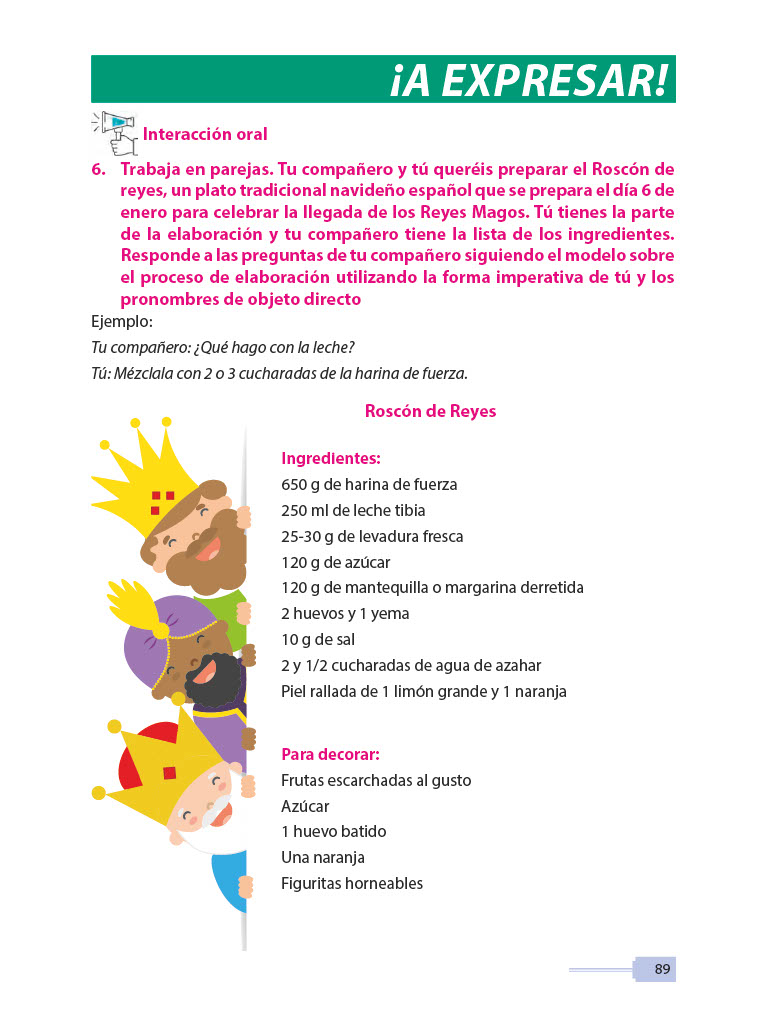 ¡A EXPRESAR!
Interacción oral
6. Trabaja en parejas. Tu compañero y tú queréis preparar el Roscón de
reyes, un plato tradicional navideño español que se prepara el día 6 de
enero para celebrar la llegada de los Reyes Magos. Tú tienes la parte
de la elaboración y tu compañero tiene la lista de los ingredientes.
Responde a las preguntas de tu compañero siguiendo el modelo sobre
el proceso de elaboración utilizando la forma imperativa de tú y los
pronombres de objeto directo
Ejemplo:
Tu compañero: ¿Qué hago con la leche?
Tú: Mézclala con 2 o 3 cucharadas de la harina de fuerza.
Roscón de Reyes
Ingredientes:
650 g de harina de fuerza
250 ml de leche tibia
25-30 g de levadura fresca
120 g de azúcar
120 g de mantequilla o margarina derretida
2 huevos y 1 yema
10 g de sal
2 y 1/2 cucharadas de agua de azahar
Piel rallada de 1 limón grande y 1 naranja
Para decorar:
Frutas escarchadas al gusto
Azúcar
1 huevo batido
Una naranja
Figuritas horneables
89